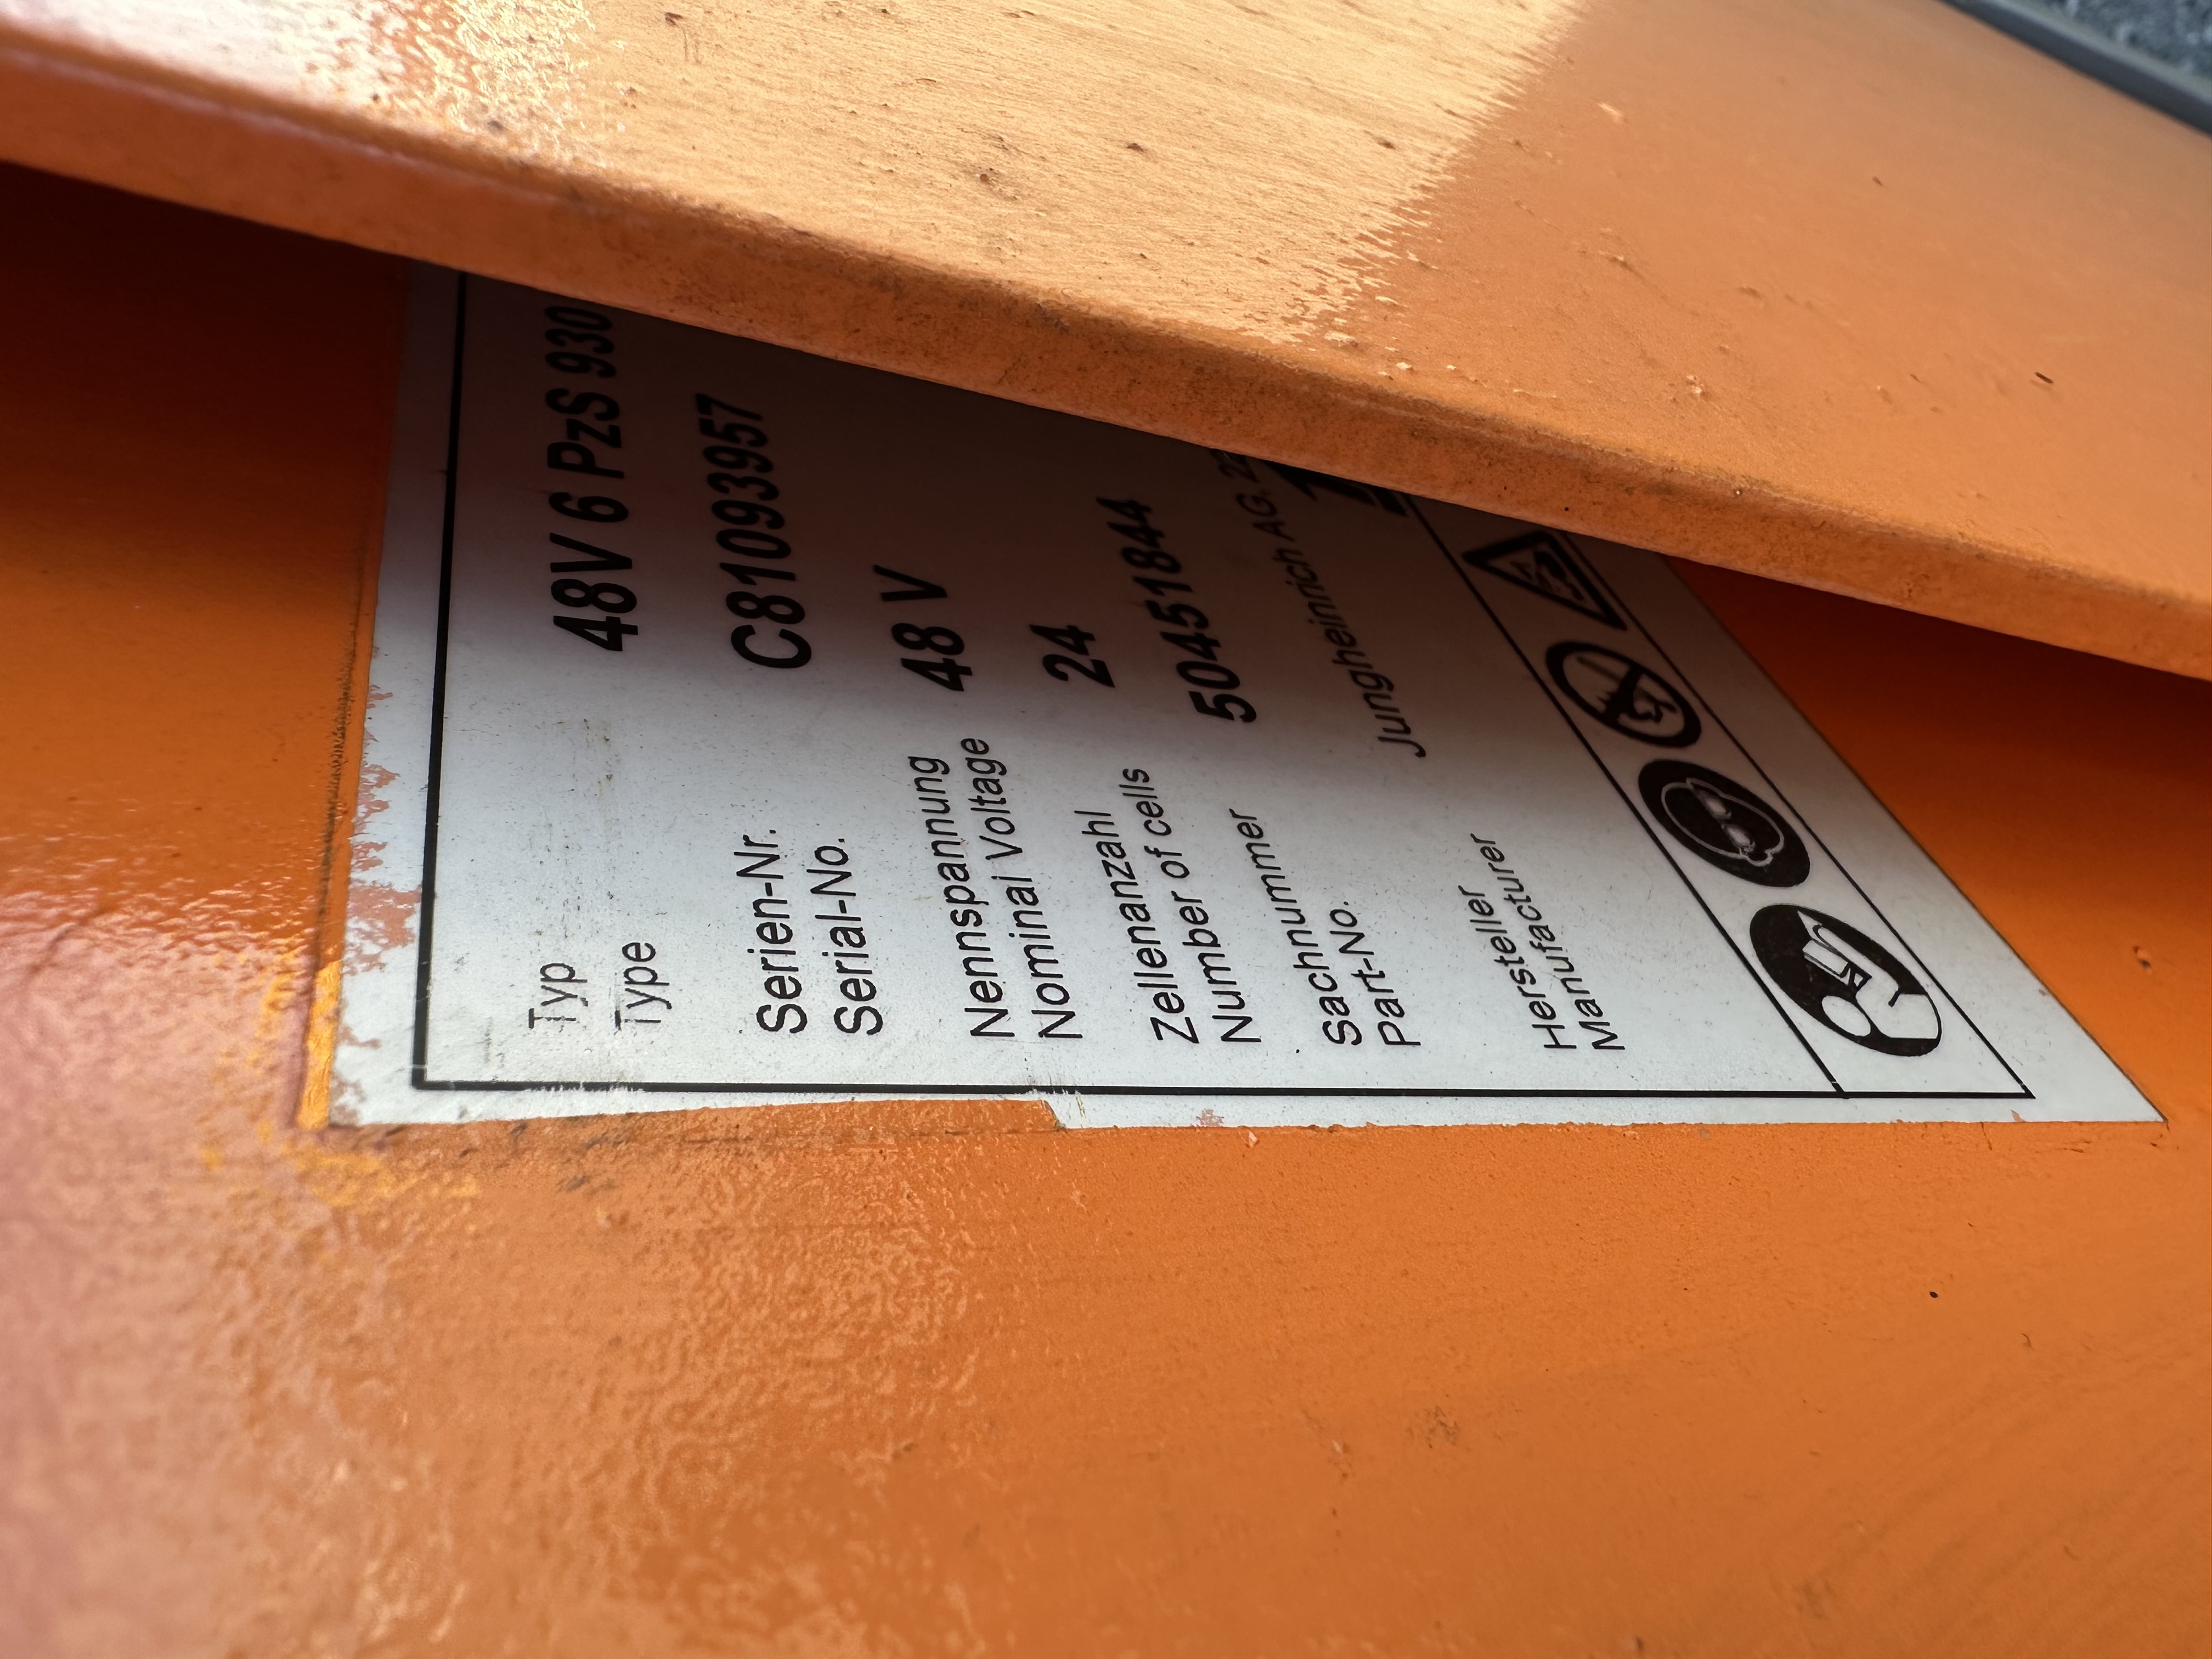 Typ 48V 6 PzS 930
Type
Serien-Nr. C81093957
Serial-No.
Nennspannung 48 V
Nominal Voltage
Zellenanzahl 24
Number of cells
Sachnummer 50451844
Part-No.
Hersteller Jungheinrich AG,
Manufacturer